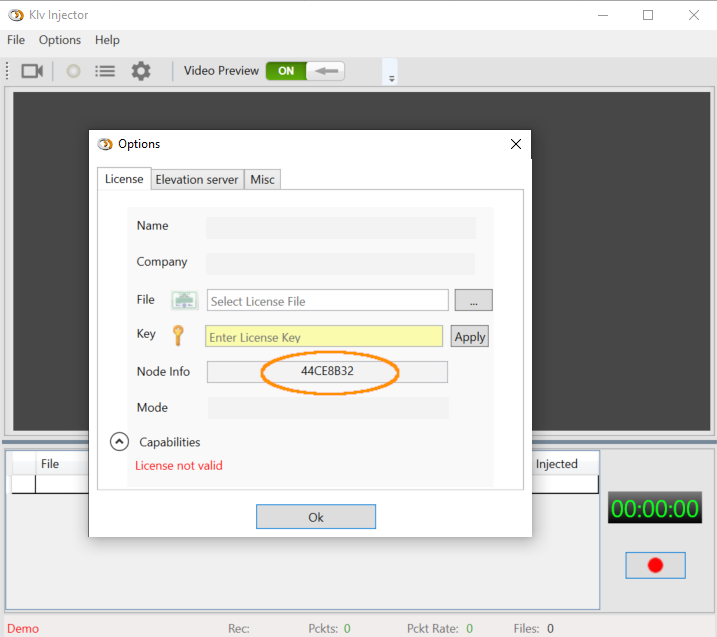 Klv Injector
File Options Help
Video Preview ON
Options
License Elevation server Misc
Name
Company
File Select License File ...
Key Enter License Key Apply
Node Info 44CE8B32
Mode
Capabilities
License not valid
Ok
File Injected
00:00:00
Demo Rec: Pckts: 0 Pckt Rate: 0 Files: 0